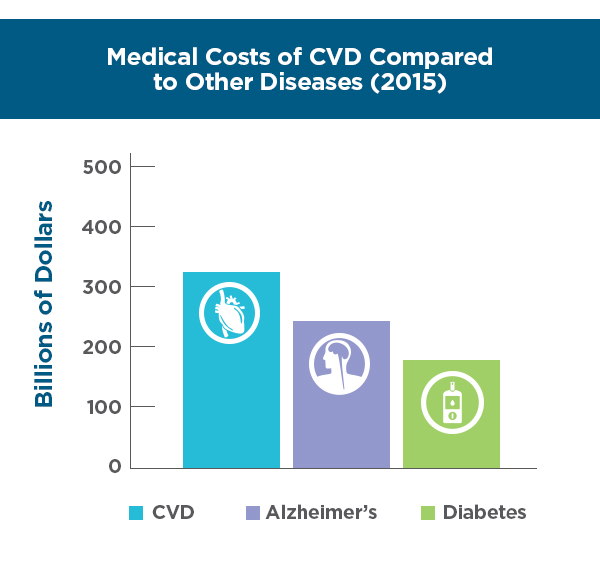 Medical Costs of CVD Compared
to Other Diseases (2015)
Billions of Dollars
500
400
300
200
100
0
CVD
Alzheimer’s
Diabetes